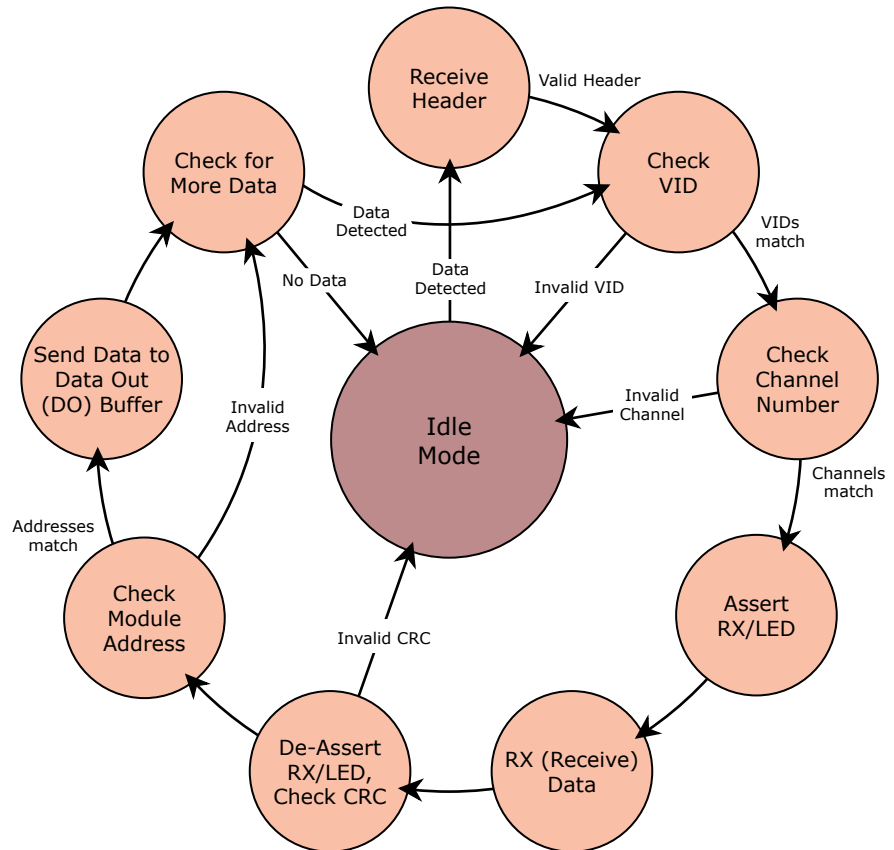 Receive
Header
Valid Header
Check
VID
Check for
More Data
Data
Detected
VIDs
match
No Data
Data
Detected
Invalid VID
Send Data to
Data Out
(DO) Buffer
Invalid
Address
Idle
Mode
Invalid
Channel
Check
Channel
Number
Channels
match
Addresses
match
Check
Module
Address
Invalid CRC
Assert
RX/LED
De-Assert
RX/LED,
Check CRC
RX (Receive)
Data